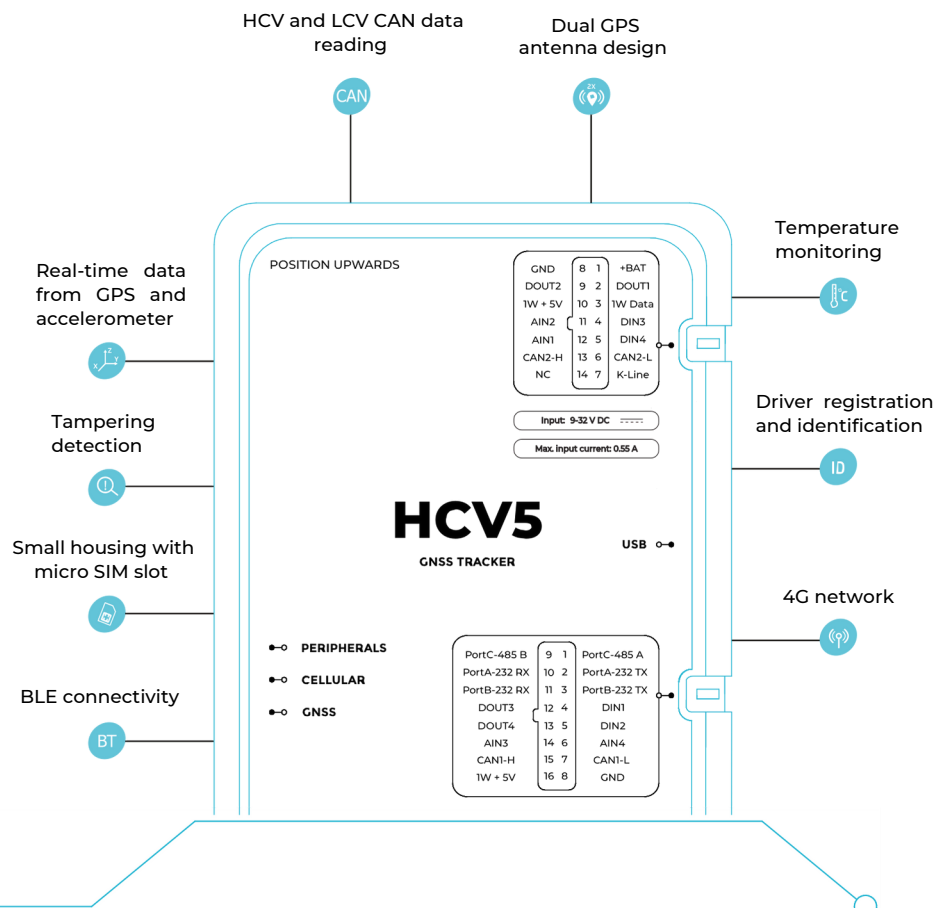 HCV and LCV CAN data
reading
Dual GPS
antenna design
CAN
2X
Real-time data
from GPS and
accelerometer
Z
X
Y
Tampering
detection
Small housing with
micro SIM slot
BLE connectivity
BT
POSITION UPWARDS
GND 8 1 +BAT
DOUT2 9 2 DOUT1
1W + 5V 10 3 1W Data
AIN2 11 4 DIN3
AIN1 12 5 DIN4
CAN2-H 13 6 CAN2-L
NC 14 7 K-Line
Input: 9-32 V DC
Max. input current: 0.55 A
HCV5
GNSS TRACKER
USB
PERIPHERALS
CELLULAR
GNSS
PortC-485 B 9 1 PortC-485 A
PortA-232 RX 10 2 PortA-232 TX
PortB-232 RX 11 3 PortB-232 TX
DOUT3 12 4 DIN1
DOUT4 13 5 DIN2
AIN3 14 6 AIN4
CAN1-H 15 7 CAN1-L
1W + 5V 16 8 GND
Temperature
monitoring
°C
Driver registration
and identification
ID
4G network